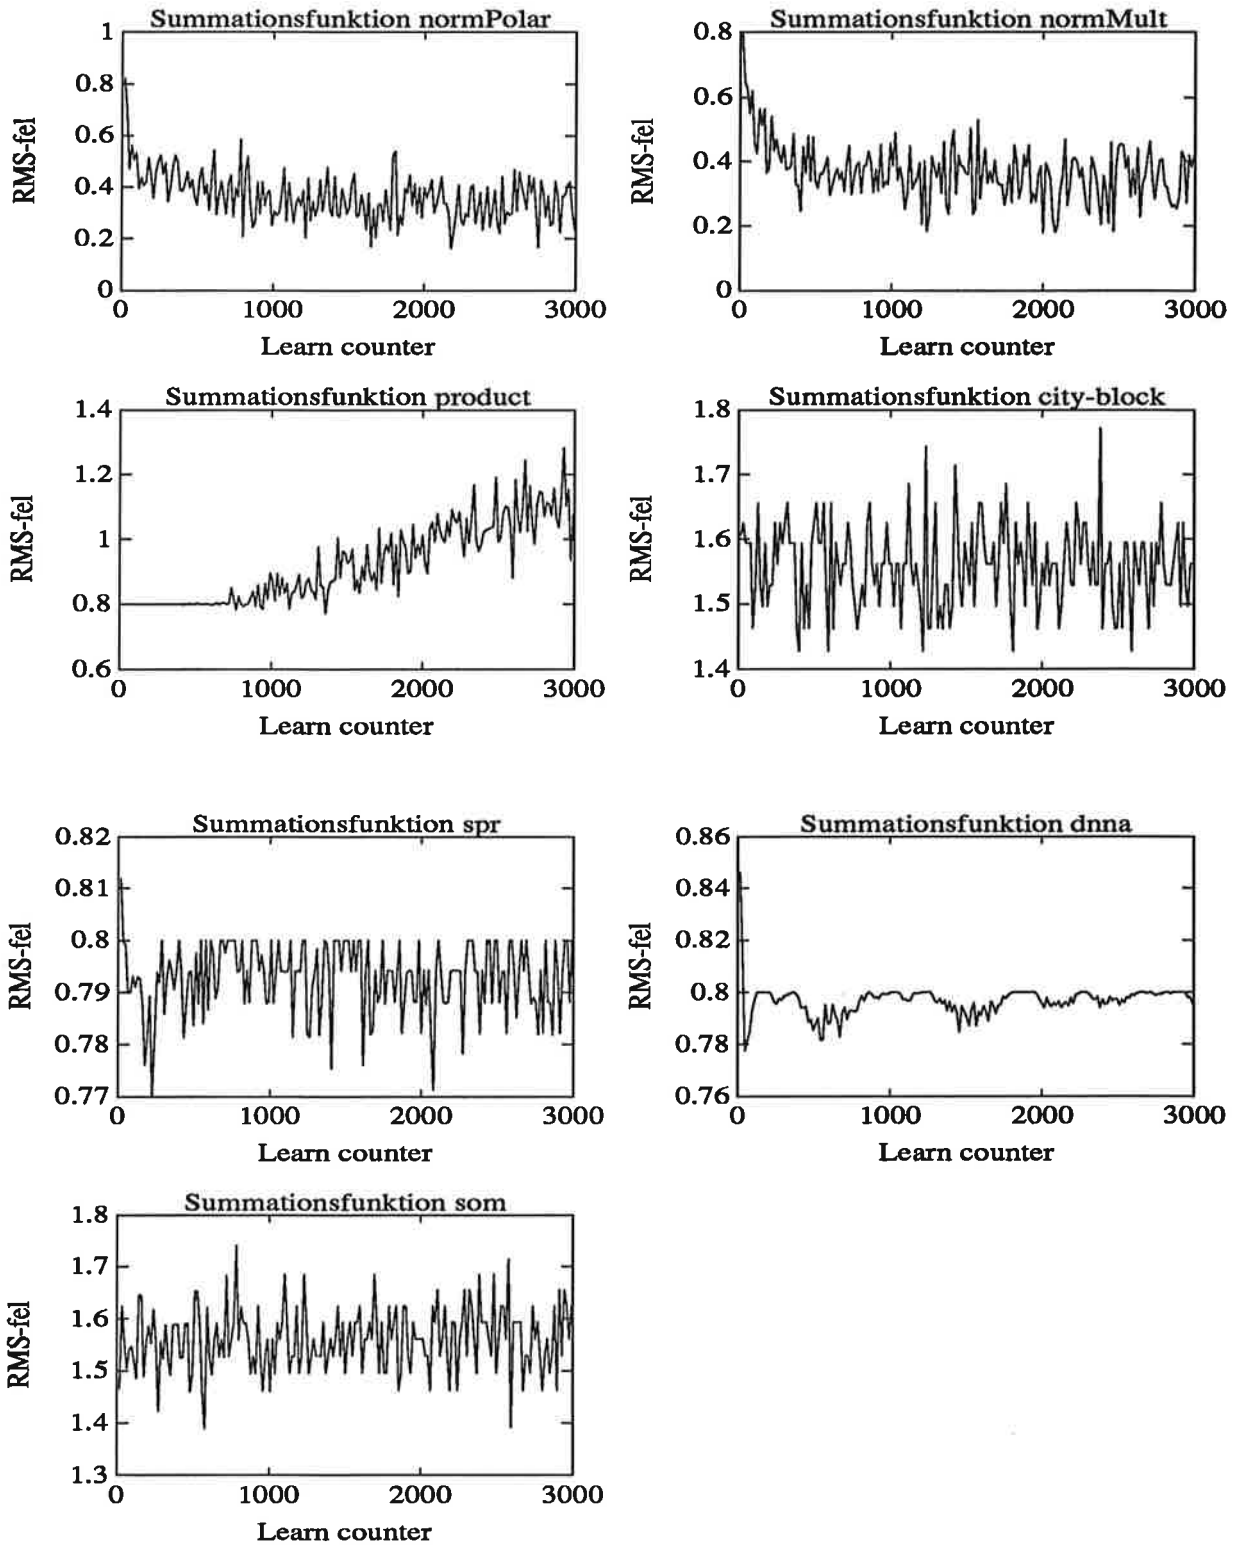 Summationsfunktion normPolar
1
0.8
0.6
0.4
0.2
0
RMS-fel
0 1000 2000 3000
Learn counter
Summationsfunktion normMult
0.8
0.6
0.4
0.2
0
RMS-fel
0 1000 2000 3000
Learn counter
Summationsfunktion product
1.4
1.2
1
0.8
0.6
RMS-fel
0 1000 2000 3000
Learn counter
Summationsfunktion city-block
1.8
1.7
1.6
1.5
1.4
RMS-fel
0 1000 2000 3000
Learn counter
Summationsfunktion spr
0.82
0.81
0.8
0.79
0.78
0.77
RMS-fel
0 1000 2000 3000
Learn counter
Summationsfunktion dnna
0.86
0.84
0.82
0.8
0.78
0.76
RMS-fel
0 1000 2000 3000
Learn counter
Summationsfunktion som
1.8
1.7
1.6
1.5
1.4
1.3
RMS-fel
0 1000 2000 3000
Learn counter